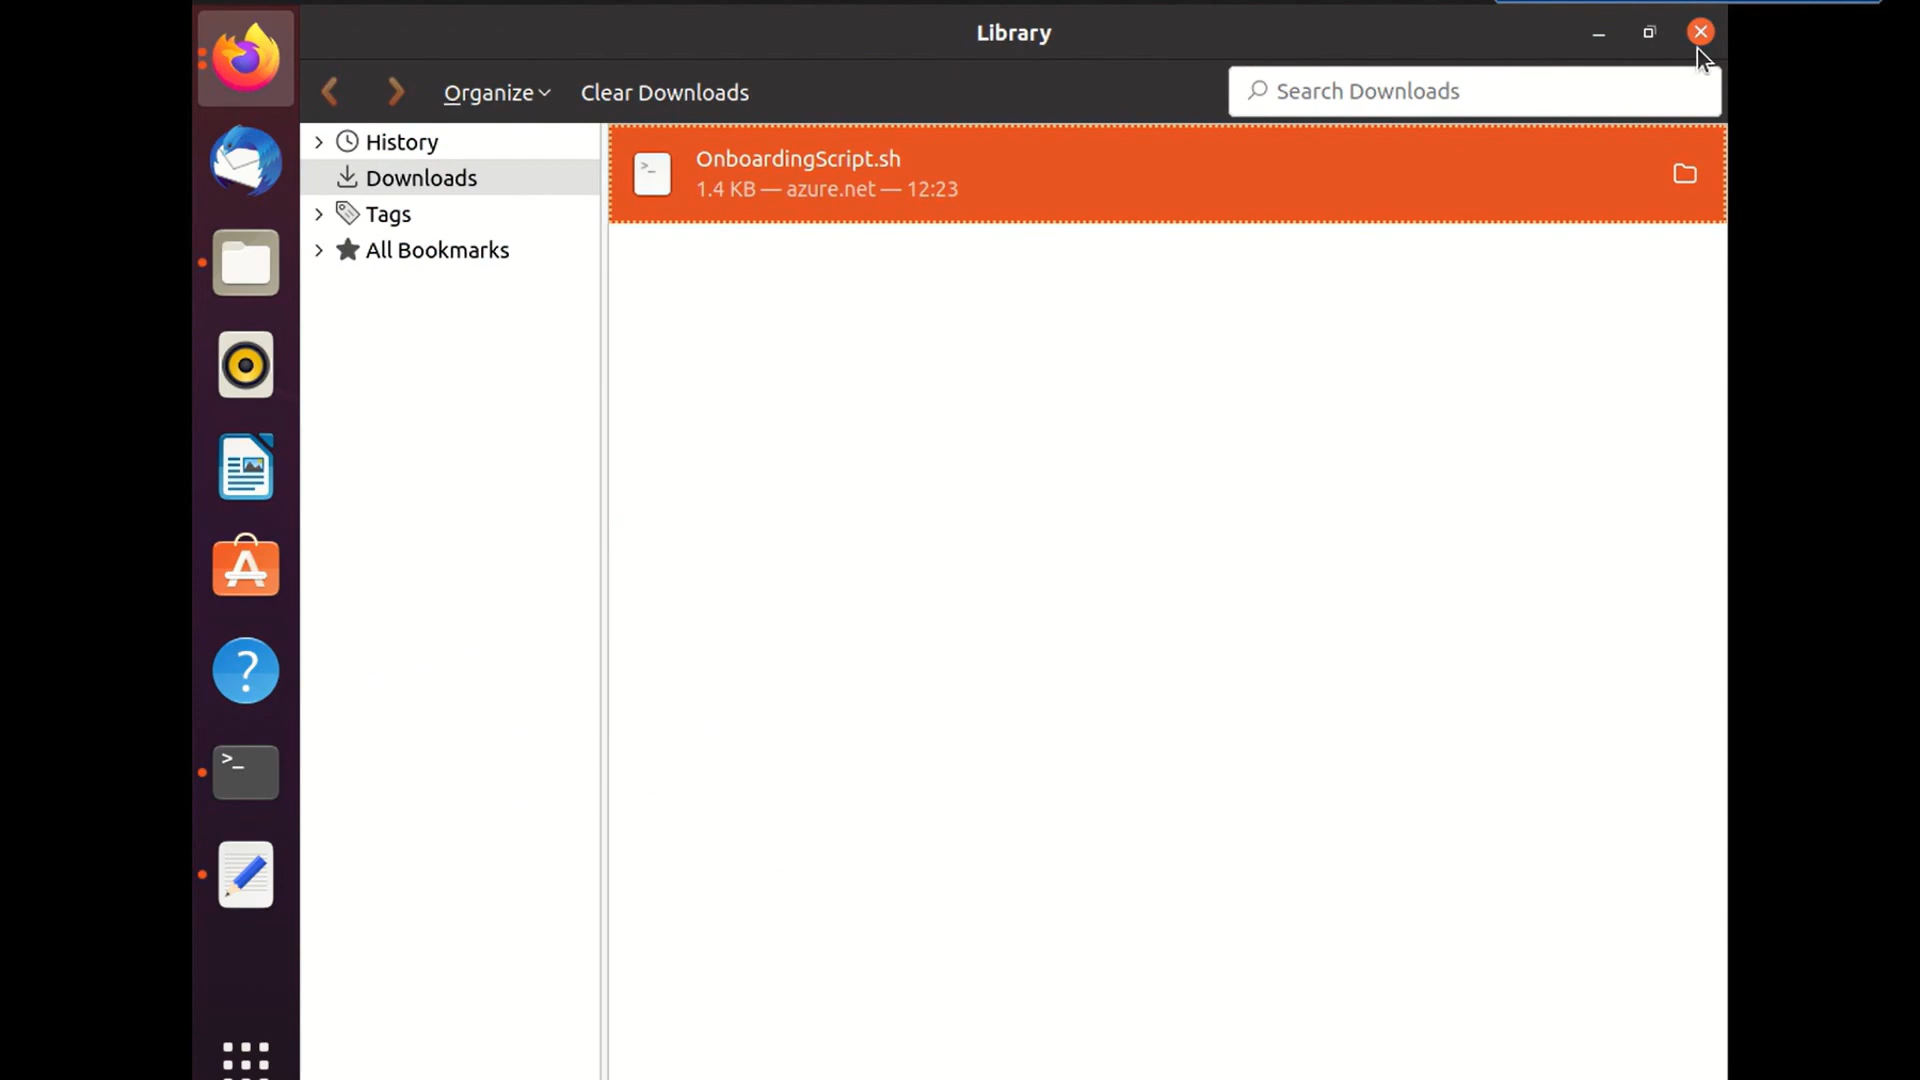 Library
Organize
Clear Downloads
Search Downloads
History
Downloads
Tags
All Bookmarks
>_
OnboardingScript.sh
1.4 KB — azure.net — 12:23
A
?
>_